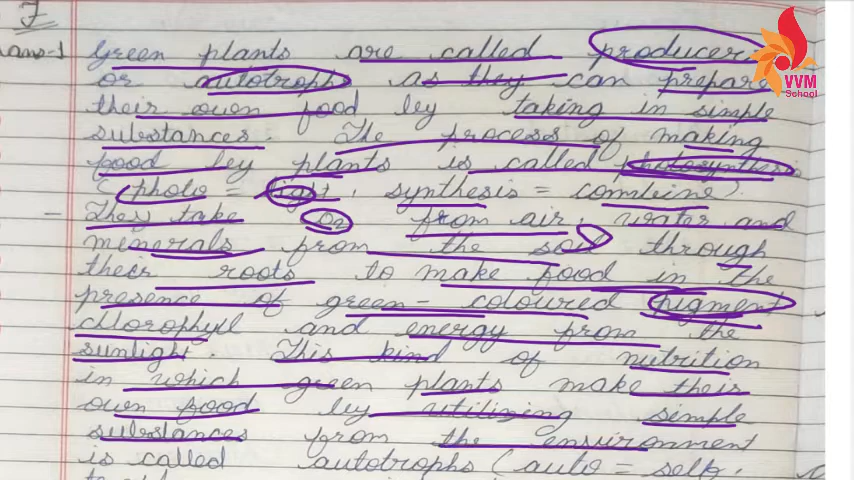 7
ans-1 Green plants are called producers
or autotrophs as they can prepare
their own food by taking in simple
substances. The process of making
food by plants is called photosynthesis
(photo = light, synthesis = combine).
- They take from air, water and
minerals from the soil through
their roots to make food in the
presence of green-coloured pigment
chlorophyll and energy from the
sunlight. This kind of nutrition
in which green plants make their
own food by utilizing simple
substances from the environment
is called autotrophs (auto = self,
VVM
School